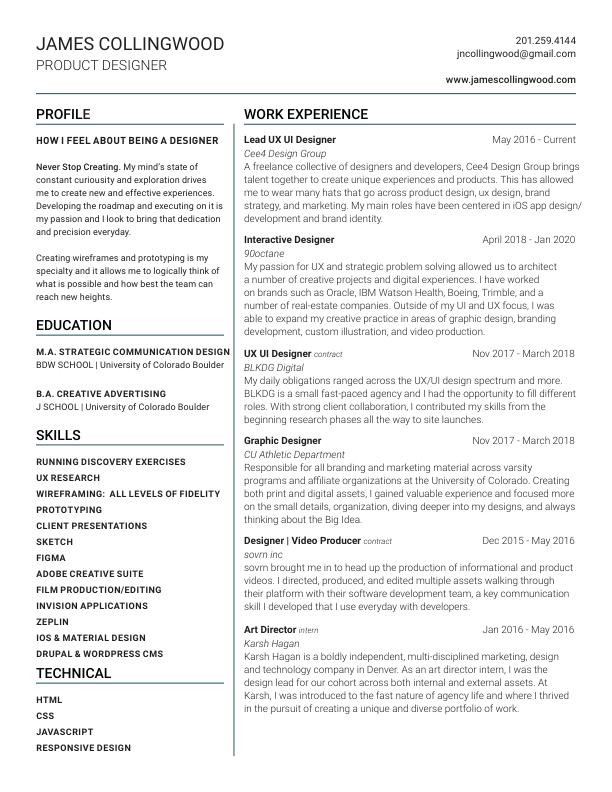 JAMES COLLINGWOOD
PRODUCT DESIGNER
201.259.4144
jncollingwood@gmail.com
www.jamescollingwood.com
PROFILE
HOW I FEEL ABOUT BEING A DESIGNER
Never Stop Creating. My mind's state of
constant curiousity and exploration drives
me to create new and effective experiences.
Developing the roadmap and executing on it is
my passion and I look to bring that dedication
and precision everyday.
Creating wireframes and prototyping is my
specialty and it allows me to logically think of
what is possible and how best the team can
reach new heights.
EDUCATION
M.A. STRATEGIC COMMUNICATION DESIGN
BDW SCHOOL | University of Colorado Boulder
B.A. CREATIVE ADVERTISING
J SCHOOL | University of Colorado Boulder
SKILLS
RUNNING DISCOVERY EXERCISES
UX RESEARCH
WIREFRAMING: ALL LEVELS OF FIDELITY
PROTOTYPING
CLIENT PRESENTATIONS
SKETCH
FIGMA
ADOBE CREATIVE SUITE
FILM PRODUCTION/EDITING
INVISION APPLICATIONS
ZEPLIN
IOS & MATERIAL DESIGN
DRUPAL & WORDPRESS CMS
TECHNICAL
HTML
CSS
JAVASCRIPT
RESPONSIVE DESIGN
WORK EXPERIENCE
Lead UX UI Designer May 2016 - Current
Cee4 Design Group
A freelance collective of designers and developers, Cee4 Design Group brings
talent together to create unique experiences and products. This has allowed
me to wear many hats that go across product design, ux design, brand
strategy, and marketing. My main roles have been centered in iOS app design/
development and brand identity.
Interactive Designer April 2018 - Jan 2020
90octane
My passion for UX and strategic problem solving allowed us to architect
a number of creative projects and digital experiences. I have worked
on brands such as Oracle, IBM Watson Health, Boeing, Trimble, and a
number of real-estate companies. Outside of my UI and UX focus, I was
able to expand my creative practice in areas of graphic design, branding
development, custom illustration, and video production.
UX UI Designer contract Nov 2017 - March 2018
BLKDG Digital
My daily obligations ranged across the UX/UI design spectrum and more.
BLKDG is a small fast-paced agency and I had the opportunity to fill different
roles. With strong client collaboration, I contributed my skills from the
beginning research phases all the way to site launches.
Graphic Designer Nov 2017 - March 2018
CU Athletic Department
Responsible for all branding and marketing material across varsity
programs and affiliate organizations at the University of Colorado. Creating
both print and digital assets, I gained valuable experience and focused more
on the small details, organization, diving deeper into my designs, and always
thinking about the Big Idea.
Designer | Video Producer contract Dec 2015 - May 2016
sovrn inc
sovrn brought me in to head up the production of informational and product
videos. I directed, produced, and edited multiple assets walking through
their platform with their software development team, a key communication
skill I developed that I use everyday with developers.
Art Director intern Jan 2016 - May 2016
Karsh Hagan
Karsh Hagan is a boldly independent, multi-disciplined marketing, design
and technology company in Denver. As an art director intern, I was the
design lead for our cohort across both internal and external assets. At
Karsh, I was introduced to the fast nature of agency life and where I thrived
in the pursuit of creating a unique and diverse portfolio of work.